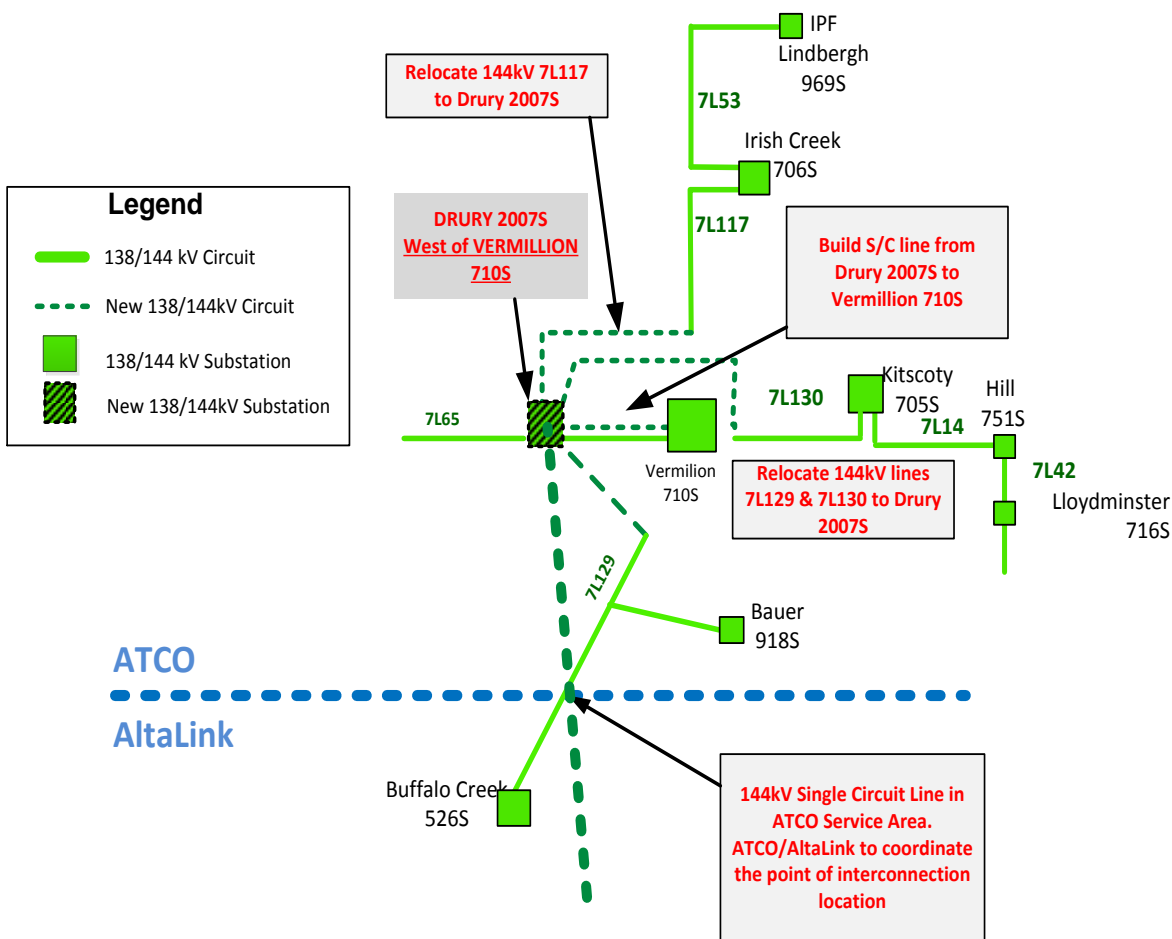 IPF
Lindbergh
969S
Relocate 144kV 7L117
to Drury 2007S
7L53
Irish Creek
706S
Legend
138/144 kV Circuit
New 138/144kV Circuit
138/144 kV Substation
New 138/144kV Substation
DRURY 2007S
West of VERMILLION
710S
7L117
Build S/C line from
Drury 2007S to
Vermillion 710S
Kitscoty
705S
Hill
751S
7L130
7L14
7L65
7L42
Vermilion
710S
Relocate 144kV lines
7L129 & 7L130 to Drury
2007S
Lloydminster
716S
7L129
Bauer
918S
ATCO
AltaLink
Buffalo Creek
526S
144kV Single Circuit Line in
ATCO Service Area.
ATCO/AltaLink to coordinate
the point of interconnection
location